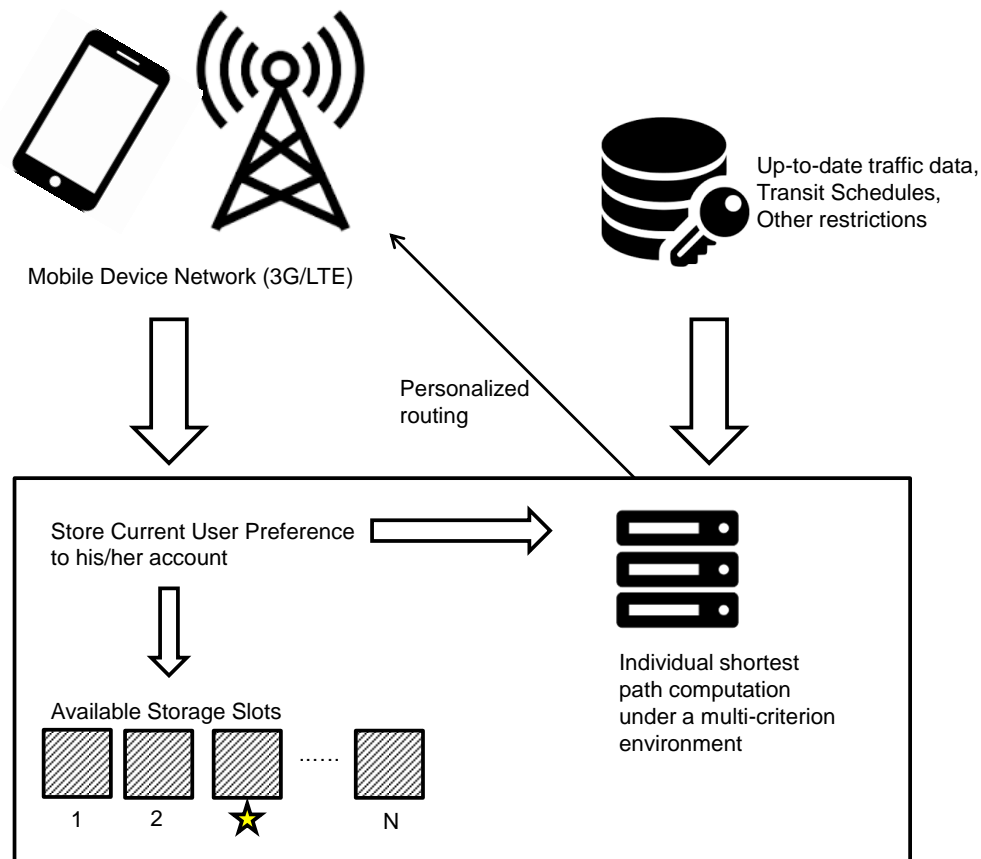 Up-to-date traffic data,
Transit Schedules,
Other restrictions
Mobile Device Network (3G/LTE)
Personalized
routing
Store Current User Preference
to his/her account
Individual shortest
path computation
under a multi-criterion
environment
Available Storage Slots
......
1 2 N